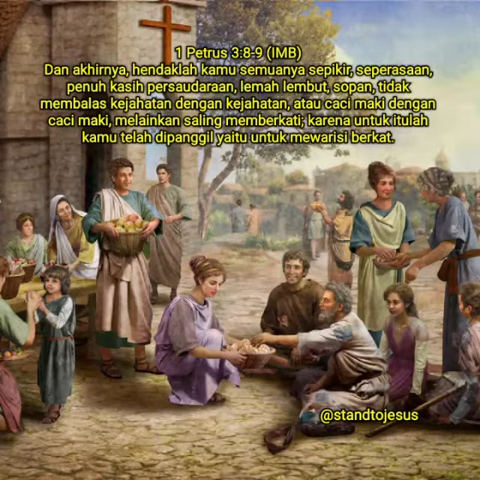 1 Petrus 3:8-9 (IMB)
Dan akhirnya, hendaklah kamu semuanya sepikir, seperasaan,
penuh kasih persaudaraan, lemah lembut, sopan, tidak
membalas kejahatan dengan kejahatan, atau caci maki dengan
caci maki, melainkan saling memberkati; karena untuk itulah
kamu telah dipanggil yaitu untuk mewarisi berkat.
@standtojesus